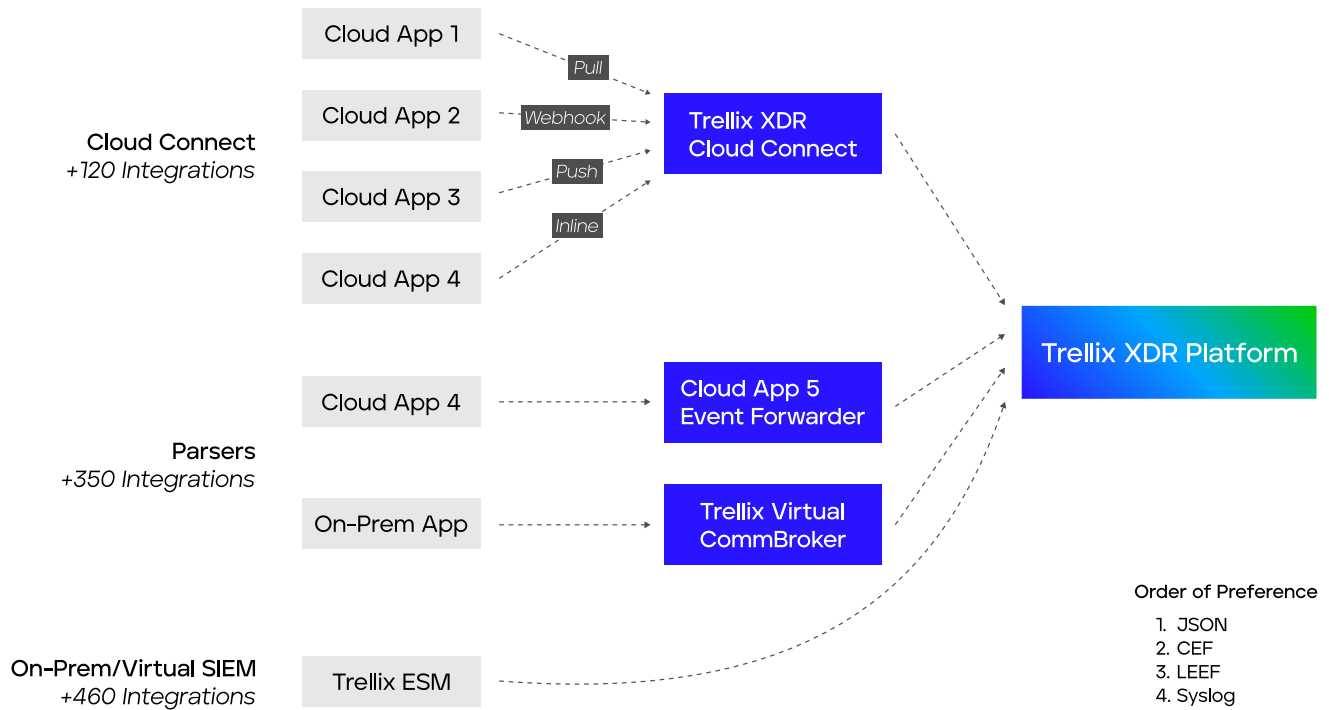 Cloud App 1
Pull
Cloud Connect
+120 Integrations
Cloud App 2
Webhook
Trellix XDR
Cloud Connect
Cloud App 3
Push
Inline
Cloud App 4
Trellix XDR Platform
Parsers
+350 Integrations
Cloud App 4
Cloud App 5
Event Forwarder
On-Prem App
Trellix Virtual
CommBroker
On-Prem/Virtual SIEM
+460 Integrations
Trellix ESM
Order of Preference
1. JSON
2. CEF
3. LEEF
4. Syslog